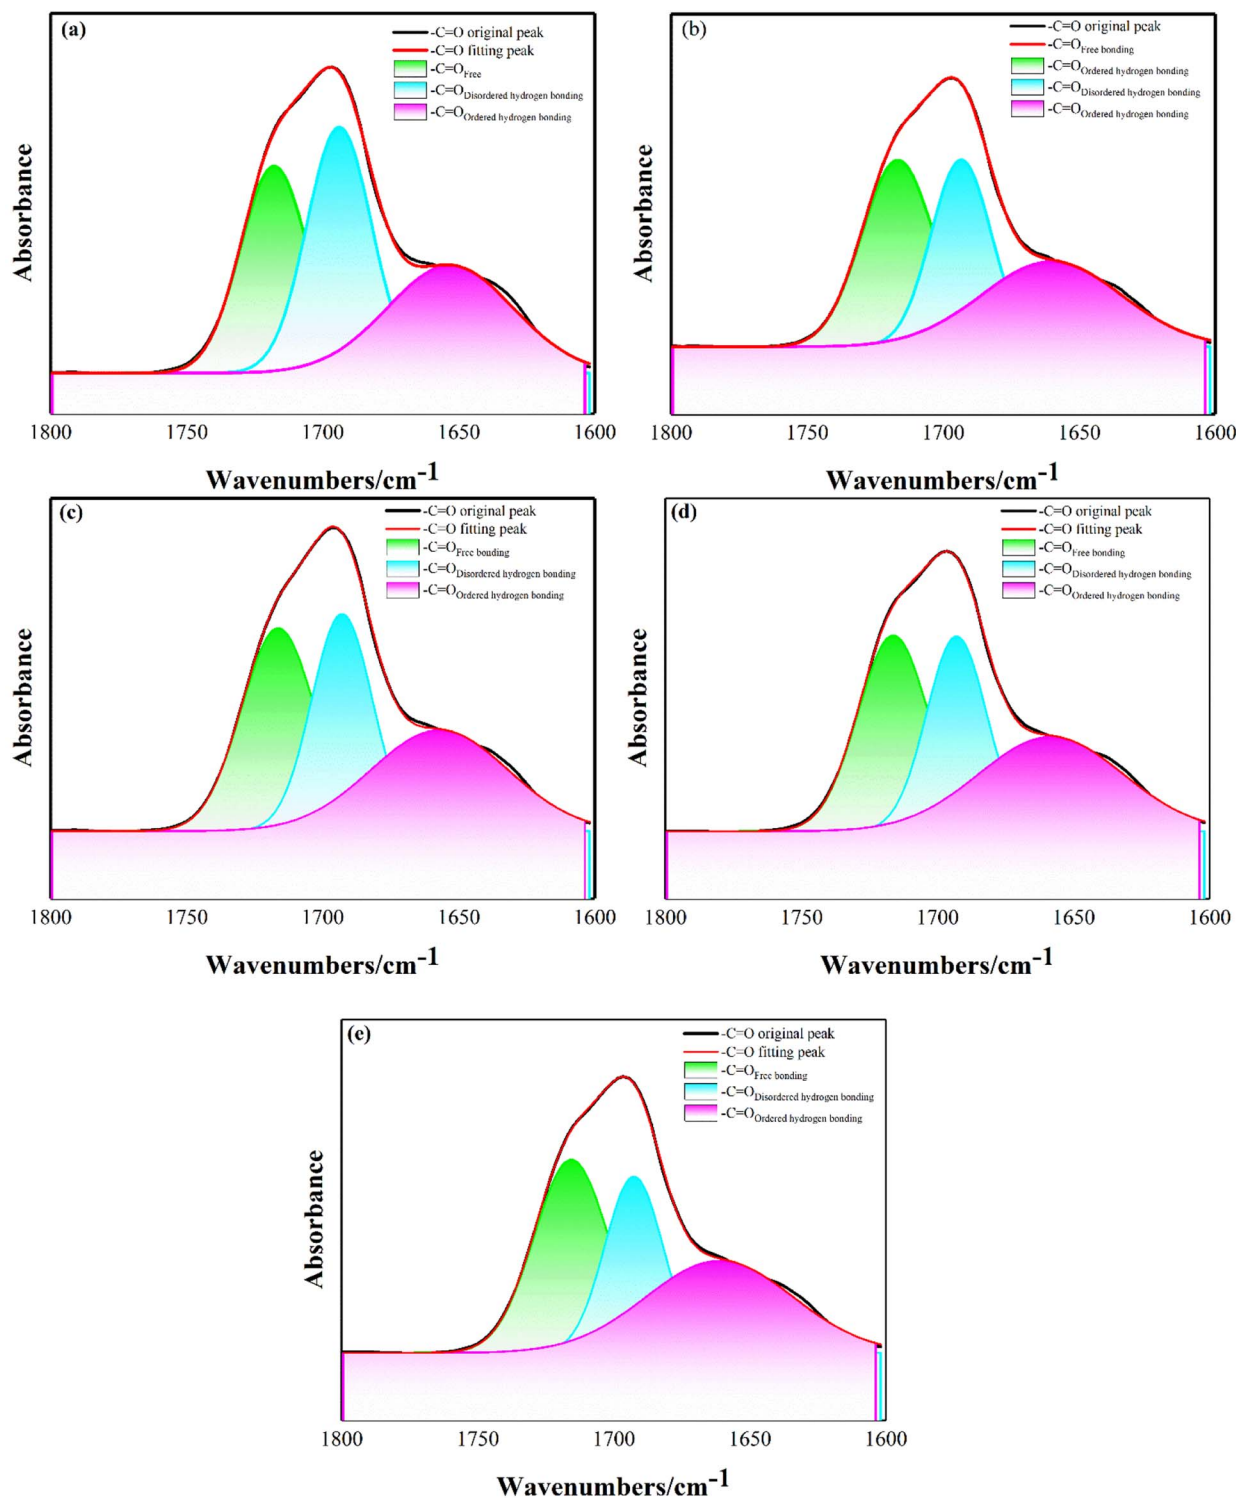 (a)
-C=O original peak
-C=O fitting peak
-C=OFree
-C=ODisordered hydrogen bonding
-C=OOrdered hydrogen bonding
Absorbance
1800 1750 1700 1650 1600
Wavenumbers/cm-1
(b)
-C=O original peak
-C=OFree bonding
-C=OOrdered hydrogen bonding
-C=ODisordered hydrogen bonding
-C=OOrdered hydrogen bonding
Absorbance
1800 1750 1700 1650 1600
Wavenumbers/cm-1
(c)
-C=O original peak
-C=O fitting peak
-C=OFree bonding
-C=ODisordered hydrogen bonding
-C=OOrdered hydrogen bonding
Absorbance
1800 1750 1700 1650 1600
Wavenumbers/cm-1
(d)
-C=O original peak
-C=O fitting peak
-C=OFree bonding
-C=ODisordered hydrogen bonding
-C=OOrdered hydrogen bonding
Absorbance
1800 1750 1700 1650 1600
Wavenumbers/cm-1
(e)
-C=O original peak
-C=O fitting peak
-C=OFree bonding
-C=ODisordered hydrogen bonding
-C=OOrdered hydrogen bonding
Absorbance
1800 1750 1700 1650 1600
Wavenumbers/cm-1